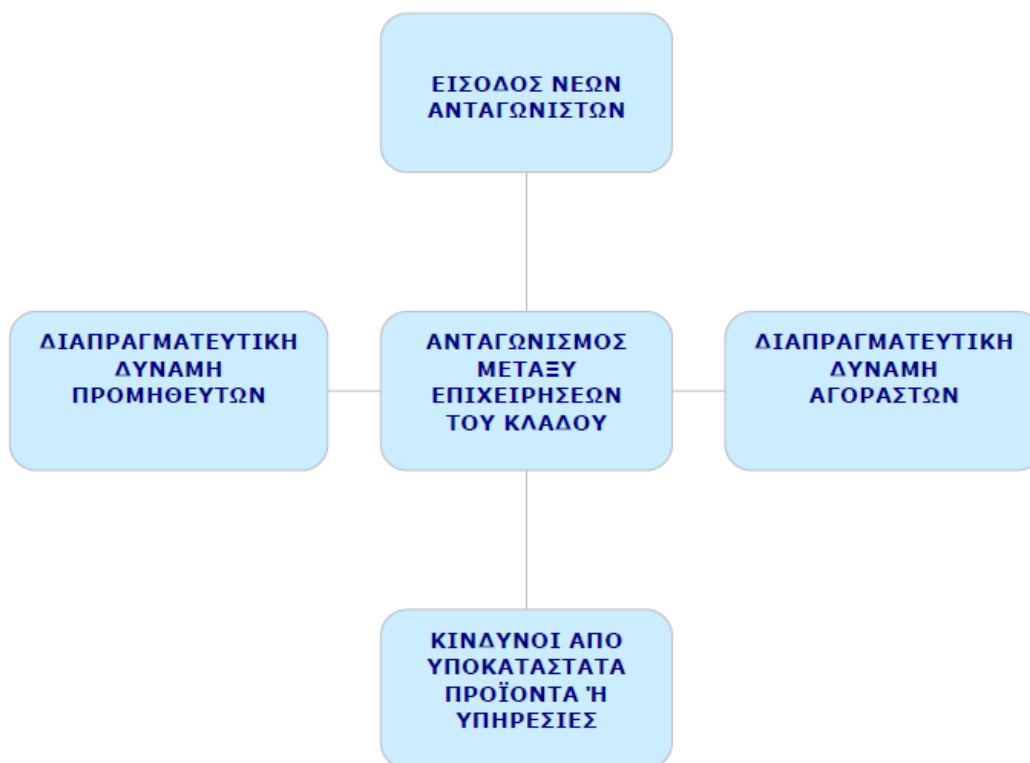 ΕΙΣΟΔΟΣ ΝΕΩΝ
ΑΝΤΑΓΩΝΙΣΤΩΝ
ΔΙΑΠΡΑΓΜΑΤΕΥΤΙΚΗ
ΔΥΝΑΜΗ
ΠΡΟΜΗΘΕΥΤΩΝ
ΑΝΤΑΓΩΝΙΣΜΟΣ
ΜΕΤΑΞΥ
ΕΠΙΧΕΙΡΗΣΕΩΝ
ΤΟΥ ΚΛΑΔΟΥ
ΔΙΑΠΡΑΓΜΑΤΕΥΤΙΚΗ
ΔΥΝΑΜΗ
ΑΓΟΡΑΣΤΩΝ
ΚΙΝΔΥΝΟΙ ΑΠΟ
ΥΠΟΚΑΤΑΣΤΑΤΑ
ΠΡΟΪΟΝΤΑ Ή
ΥΠΗΡΕΣΙΕΣ